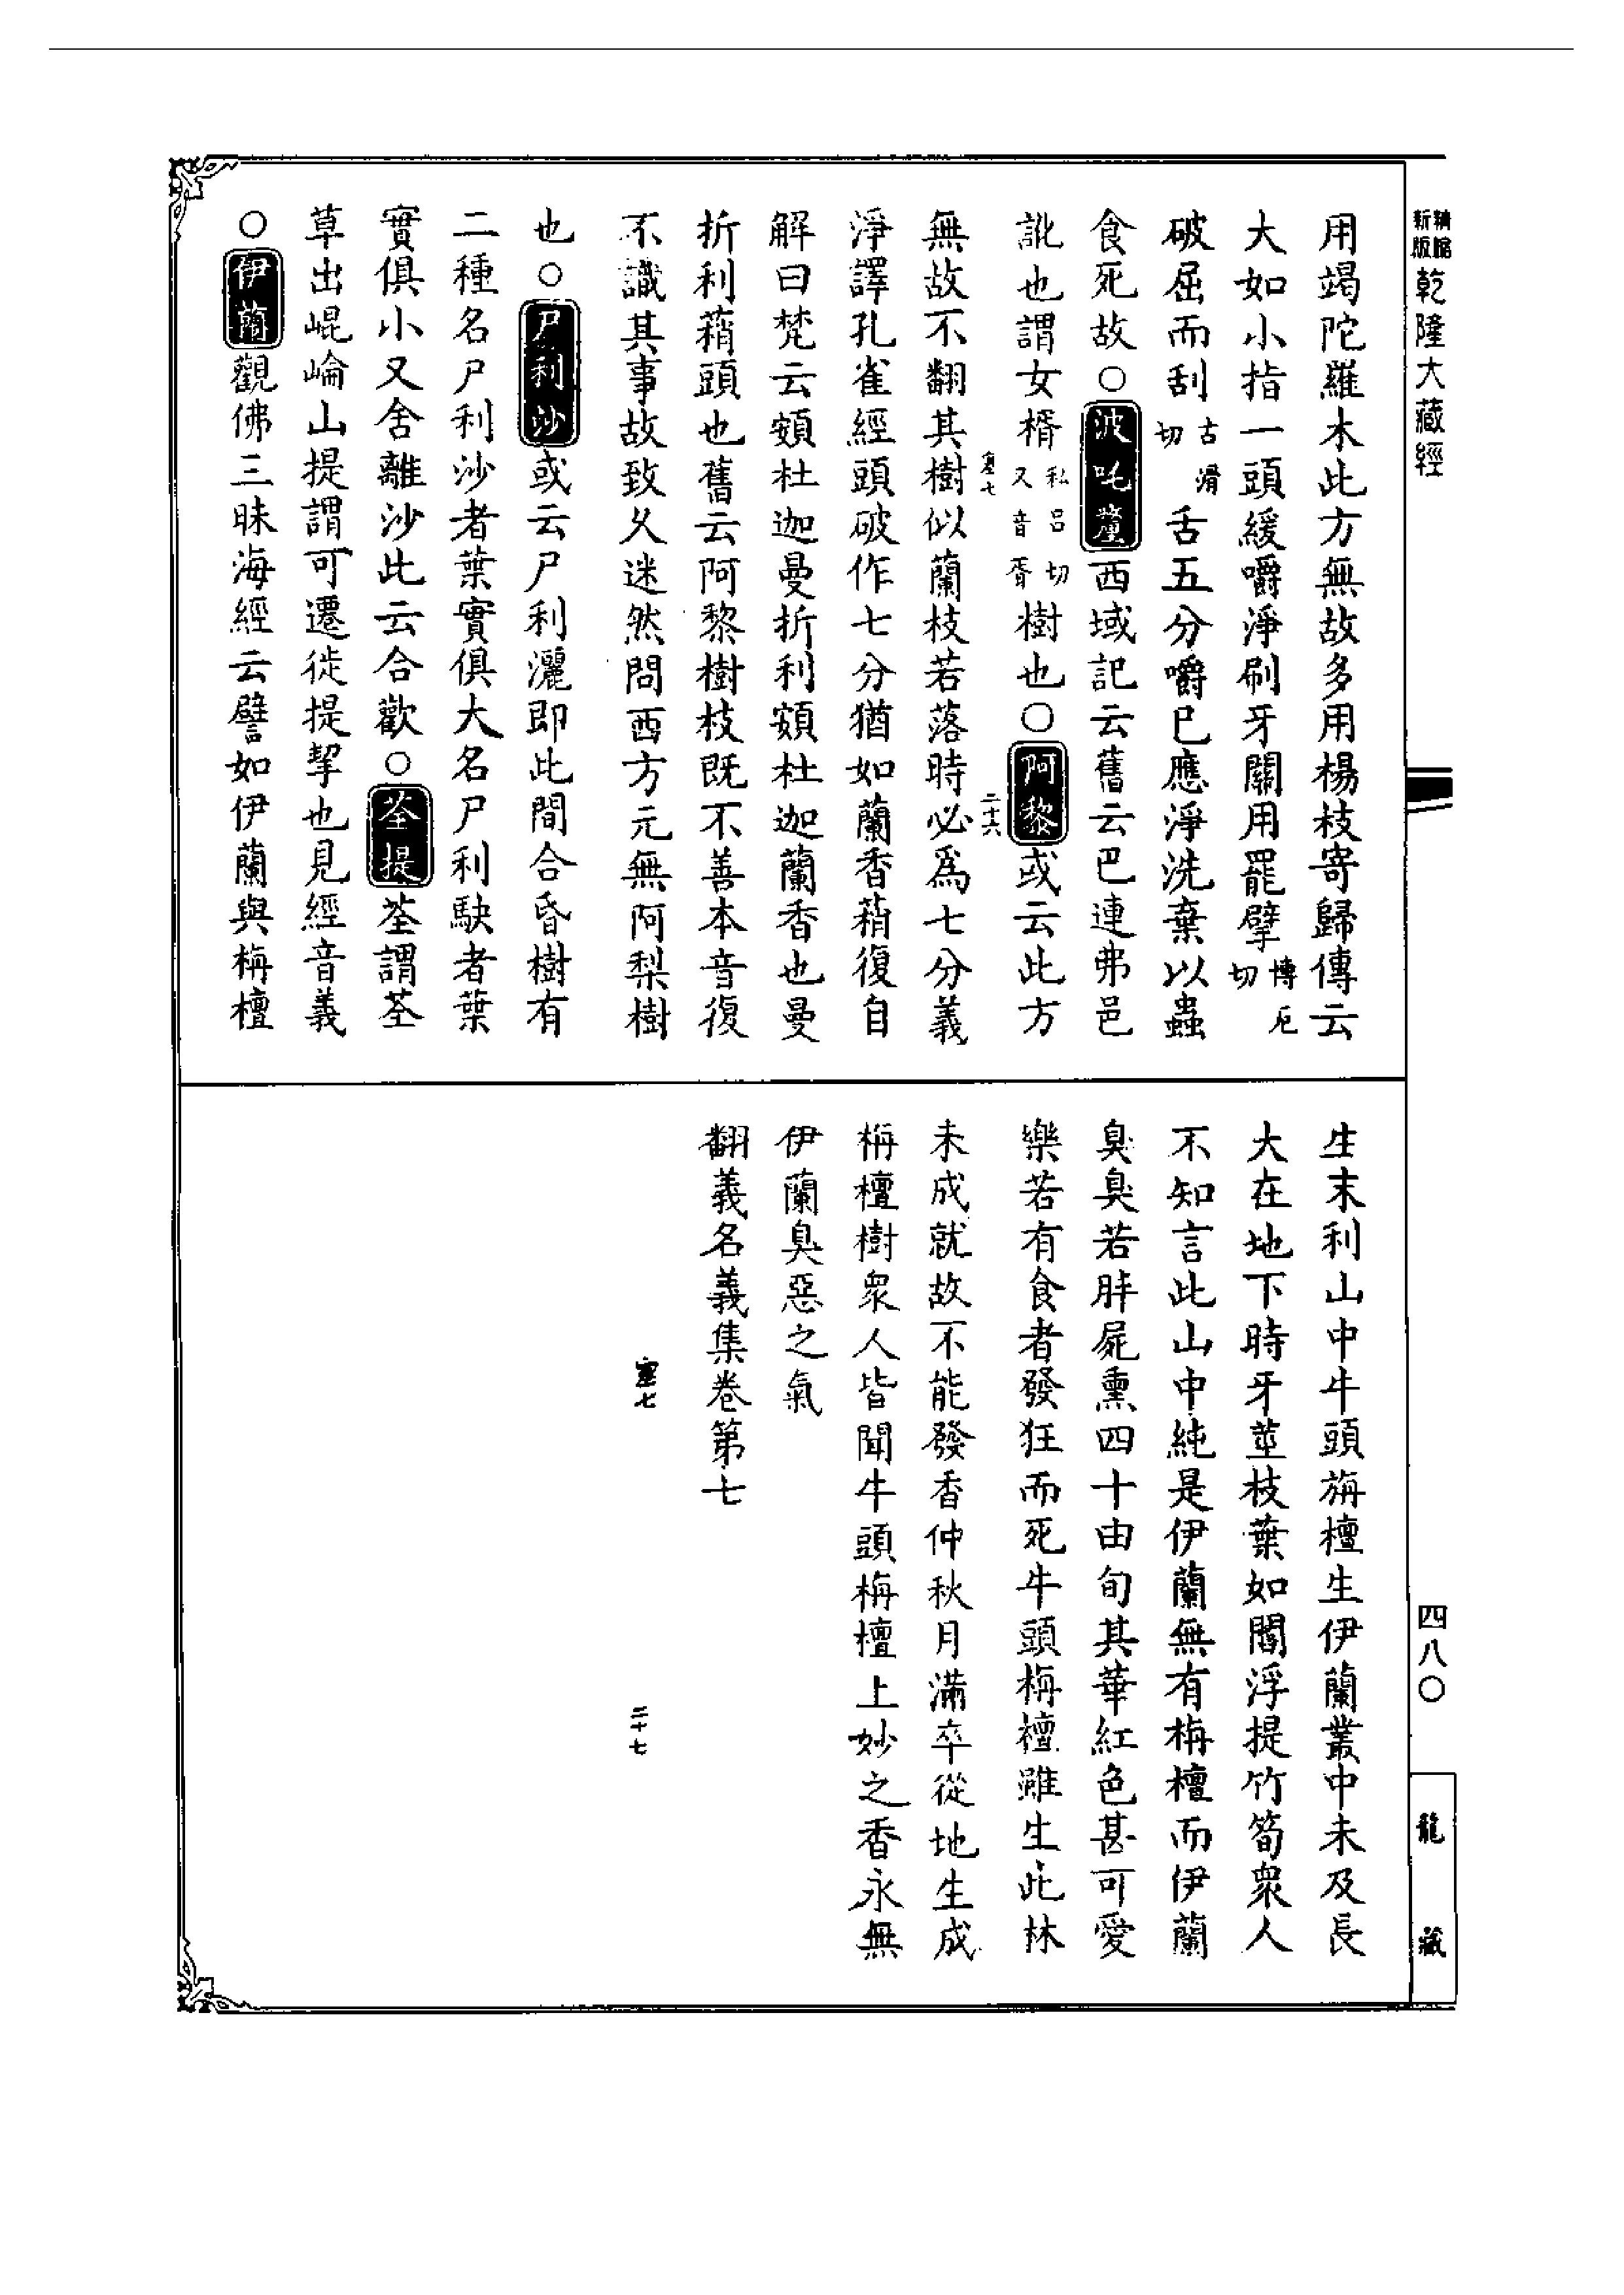 精縮新版乾隆大藏經
四八〇
龍藏
用竭陀羅木此方無故多用楊枝寄歸傳云
大如小指一頭緩嚼淨刷牙關用罷擘博厄切
破屈而刮古滑切舌五分嚼已應淨洗棄以蟲
食死故○波吒釐西域記云舊云巴連弗邑
訛也謂女楈私呂切又音胥樹也○阿黎或云此方
無故不翻其樹似蘭枝若落時必為七分義
塞七 二十六
淨譯孔雀經頭破作七分猶如蘭香蕱復自
解曰梵云頞杜迦曼折利頞杜迦蘭香也曼
折利蕱頭也舊云阿黎樹枝既不善本音復
不識其事故致久迷然問西方元無阿梨樹
也○尸利沙或云尸利灑即此間合昏樹有
二種名尸利沙者葉實俱大名尸利駃者葉
實俱小又舍離沙此云合歡○荃提荃謂荃
草出崐崘山提謂可遷徙提挈也見經音義
○伊蘭觀佛三昧海經云譬如伊蘭與栴檀
生末利山中牛頭旃檀生伊蘭叢中未及長
大在地下時牙莖枝葉如閻浮提竹筍衆人
不知言此山中純是伊蘭無有栴檀而伊蘭
臭臭若胖屍熏四十由旬其華紅色甚可愛
樂若有食者發狂而死牛頭栴檀雖生此林
未成就故不能發香仲秋月滿卒從地生成
栴檀樹衆人皆聞牛頭栴檀上妙之香永無
伊蘭臭惡之氣
翻義名義集卷第七
塞七 二十七